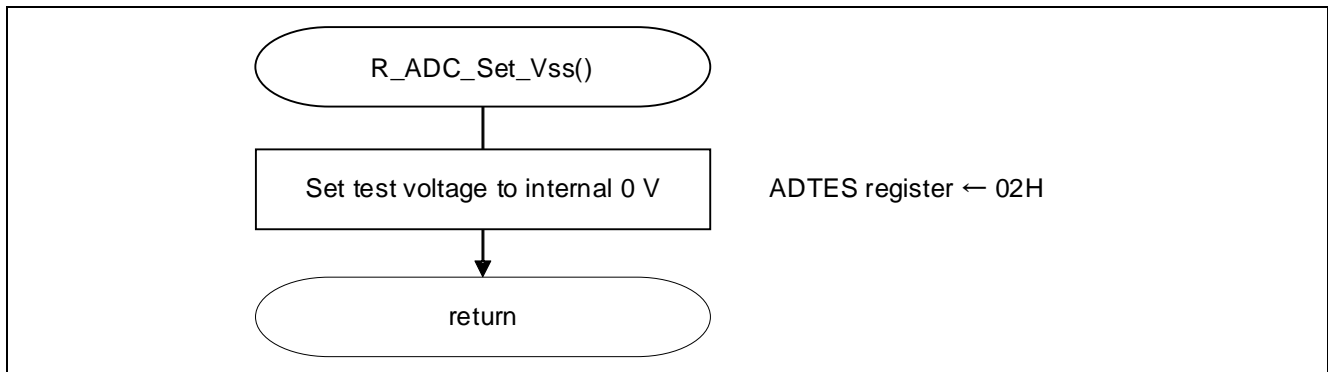 R_ADC_Set_Vss()
Set test voltage to internal 0 V
ADTES register ← 02H
return